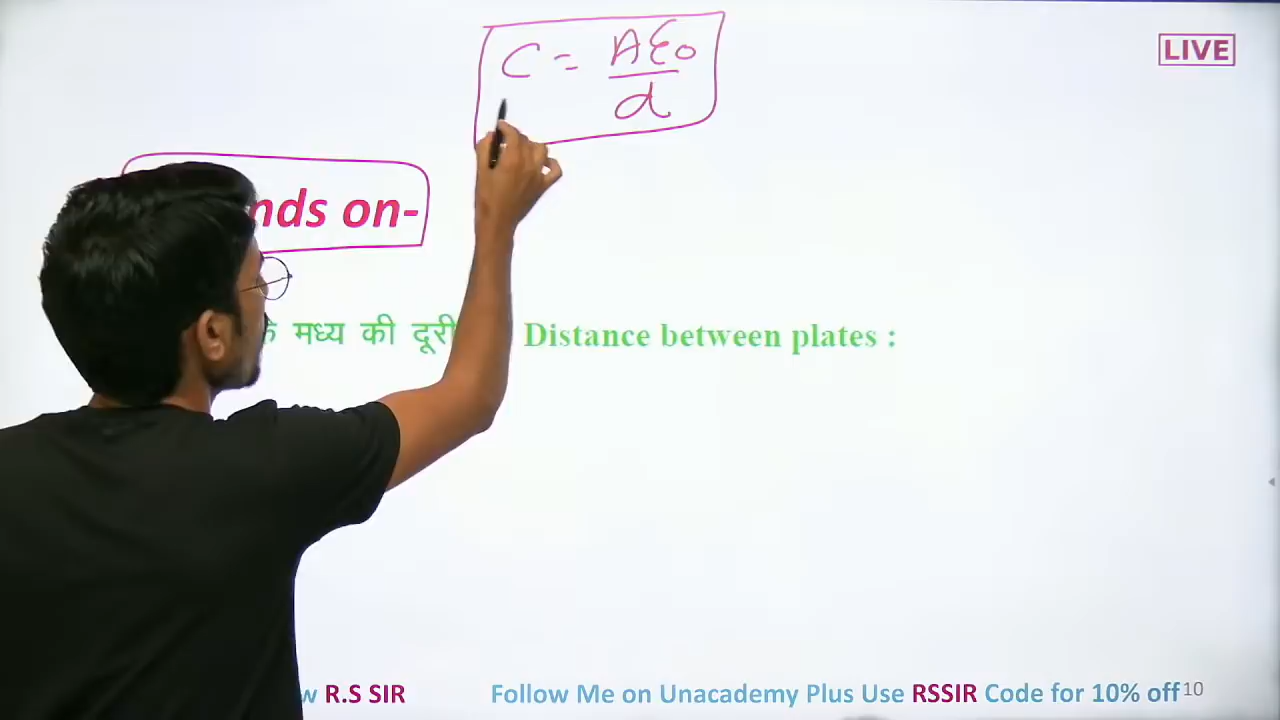 C = Aε₀/d
LIVE
on-
मध्य की दूरी Distance between plates :
R.S SIR Follow Me on Unacademy Plus Use RSSIR Code for 10% off 10